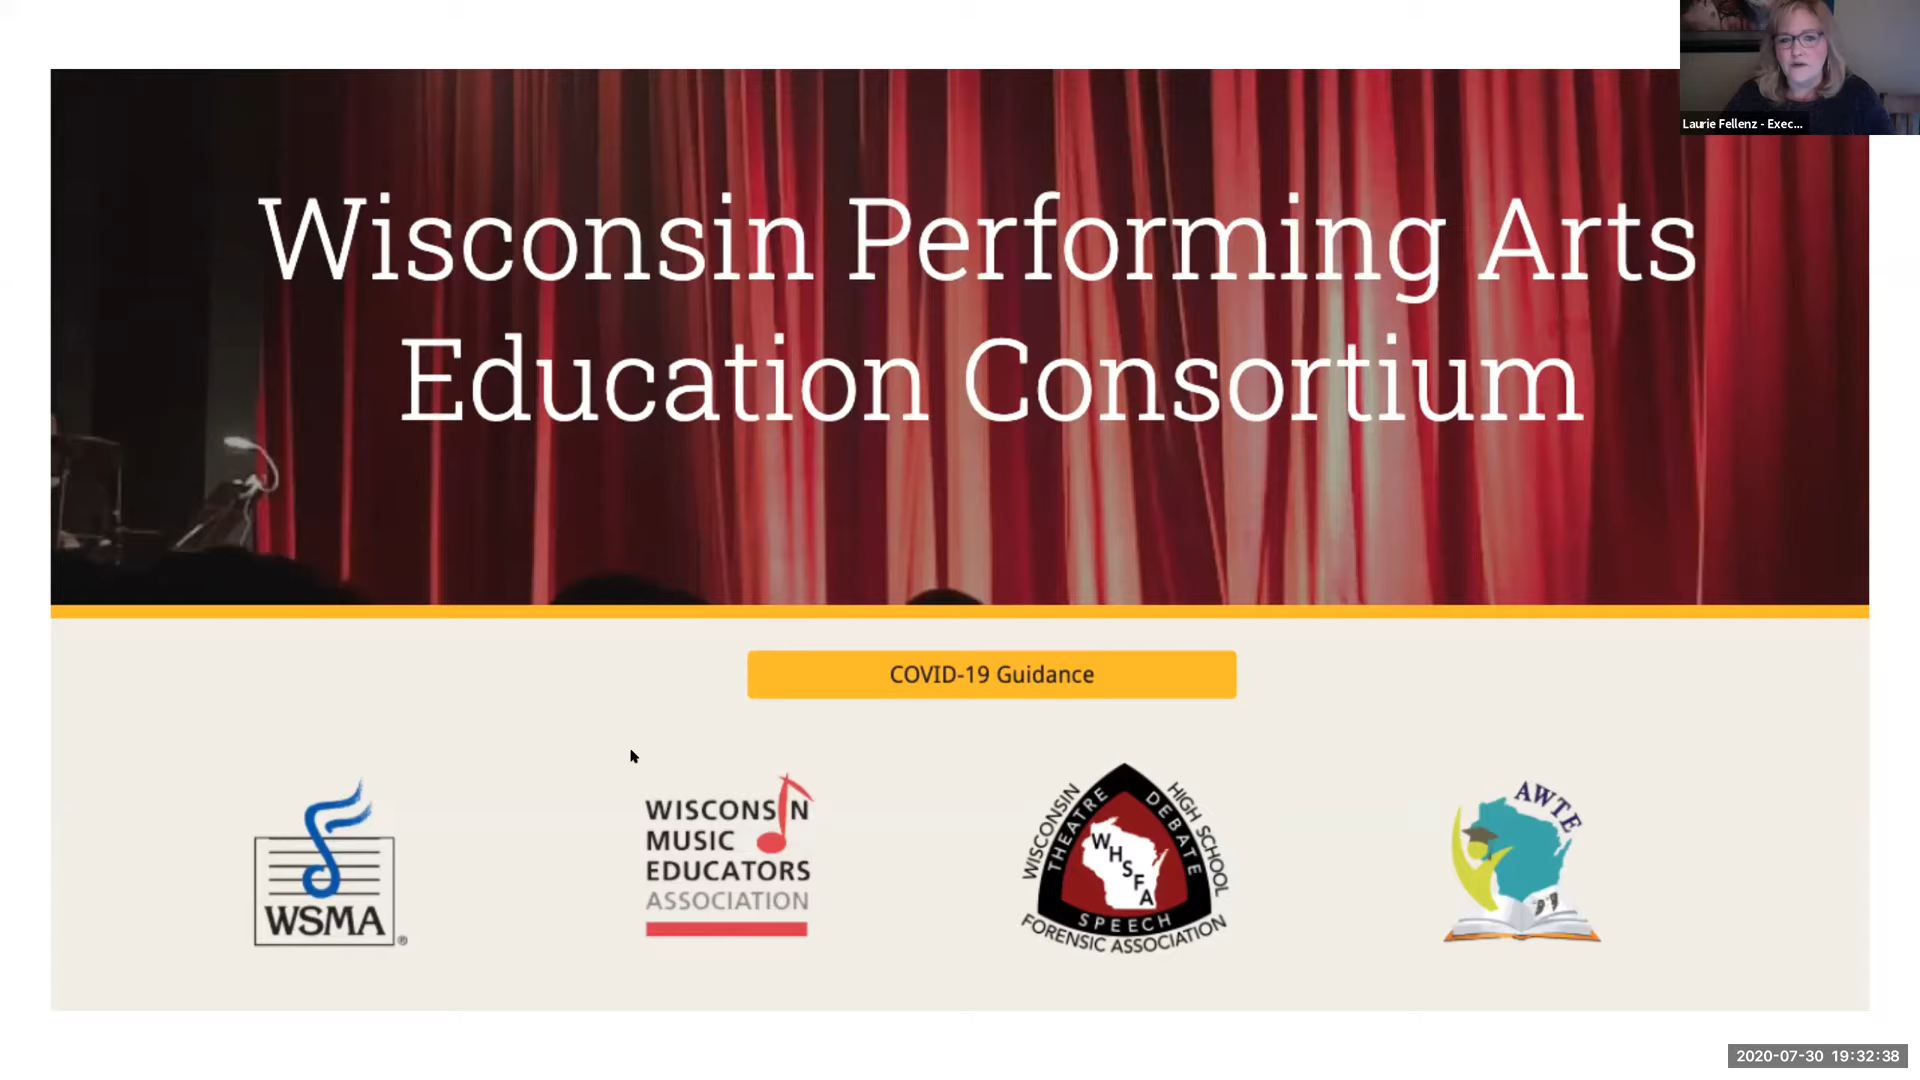 Laurie Fellenz - Exec...
Wisconsin Performing Arts
Education Consortium
COVID-19 Guidance
WSMA®
WISCONSIN
MUSIC
EDUCATORS
ASSOCIATION
WISCONSIN HIGH SCHOOL
THEATRE DEBATE
WHSFA
SPEECH
FORENSIC ASSOCIATION
AWTE
2020-07-30 19:32:38